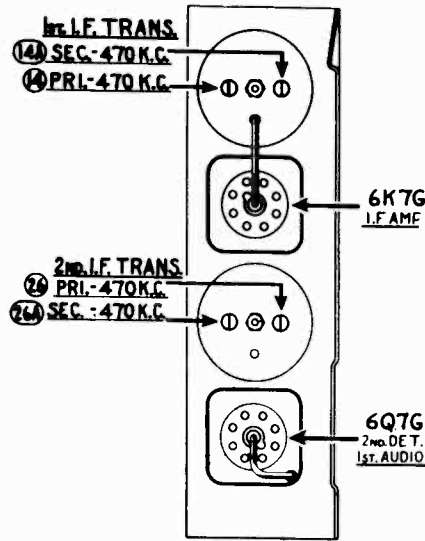 1ST. I.F. TRANS.
14A SEC.-470 K.C.
14 PRI.-470 K.C.
6K7G
I.F. AMP
2ND. I.F. TRANS.
26 PRI.-470 K.C.
26A SEC.-470 K.C.
6Q7G
2ND. DET.
1ST. AUDIO